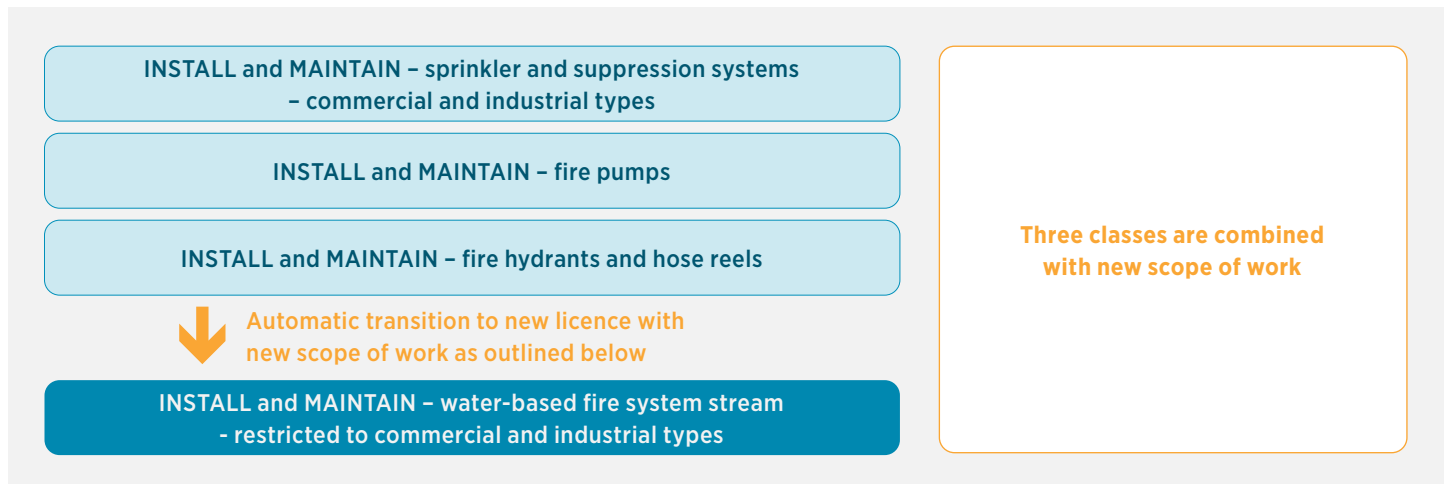 INSTALL and MAINTAIN – sprinkler and suppression systems
– commercial and industrial types
INSTALL and MAINTAIN – fire pumps
INSTALL and MAINTAIN – fire hydrants and hose reels
Automatic transition to new licence with
new scope of work as outlined below
INSTALL and MAINTAIN – water-based fire system stream
- restricted to commercial and industrial types
Three classes are combined
with new scope of work